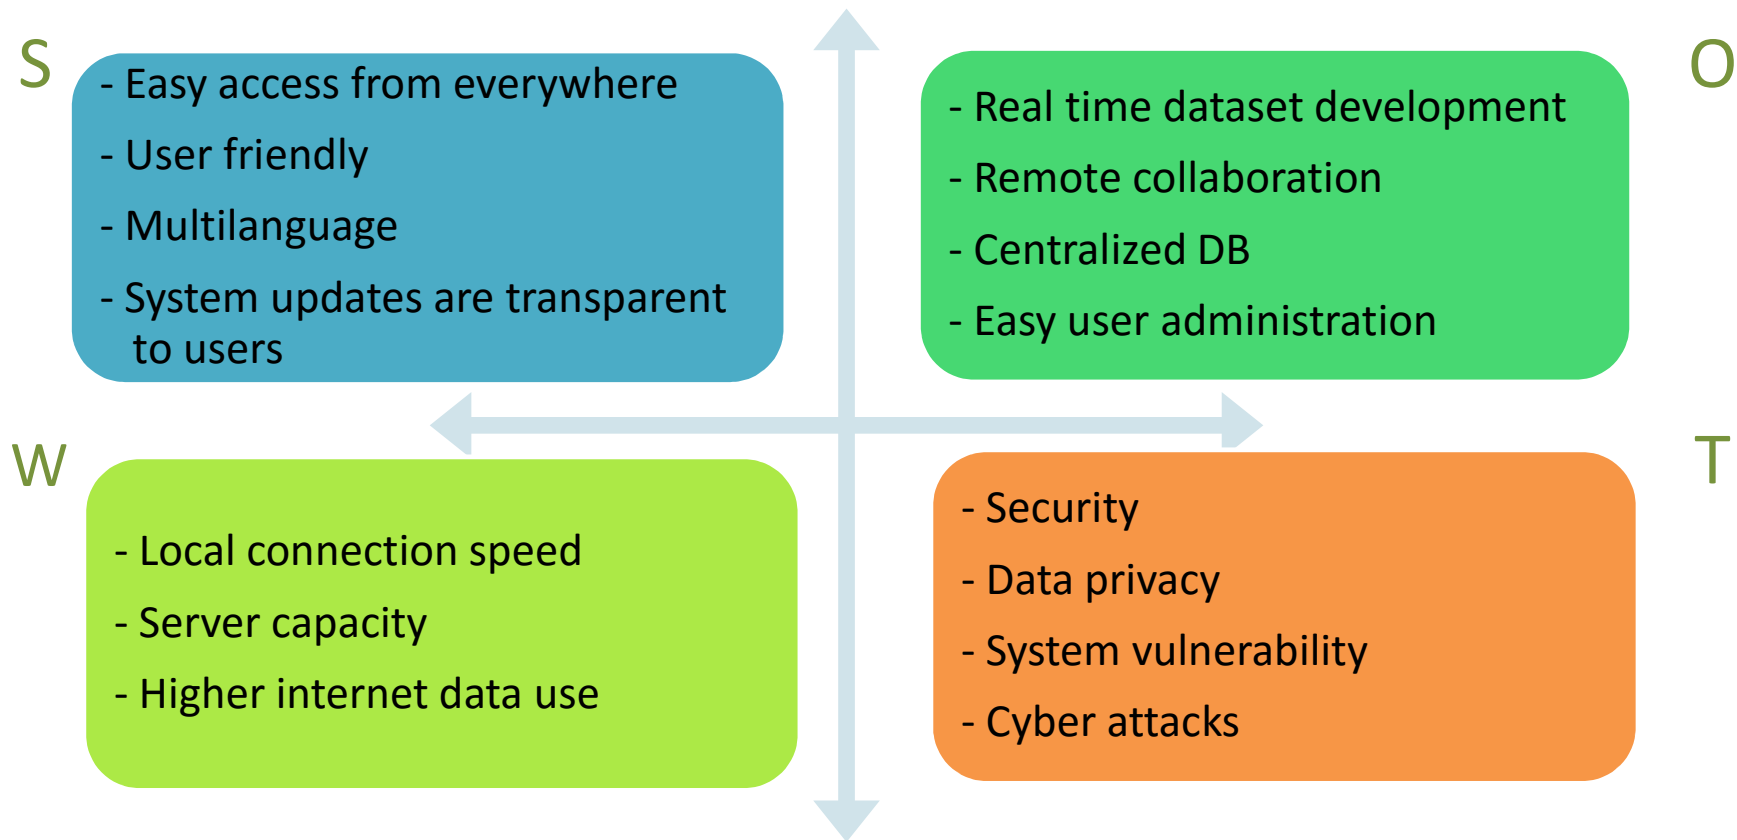 S
- Easy access from everywhere
- User friendly
- Multilanguage
- System updates are transparent
to users
O
- Real time dataset development
- Remote collaboration
- Centralized DB
- Easy user administration
W
- Local connection speed
- Server capacity
- Higher internet data use
T
- Security
- Data privacy
- System vulnerability
- Cyber attacks